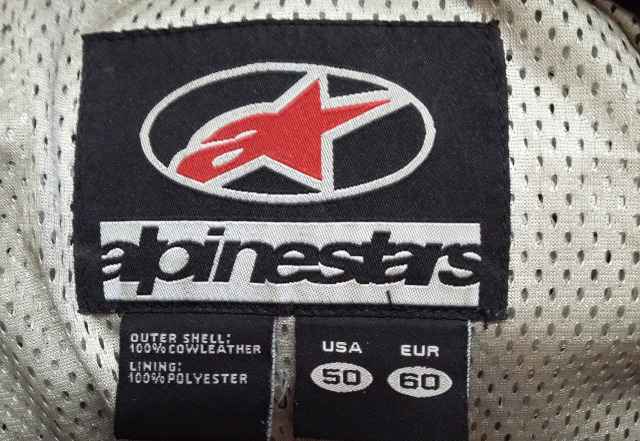 alpinestars
OUTER SHELL:
100% COWLEATHER
LINING:
100% POLYESTER
USA EUR
50 60